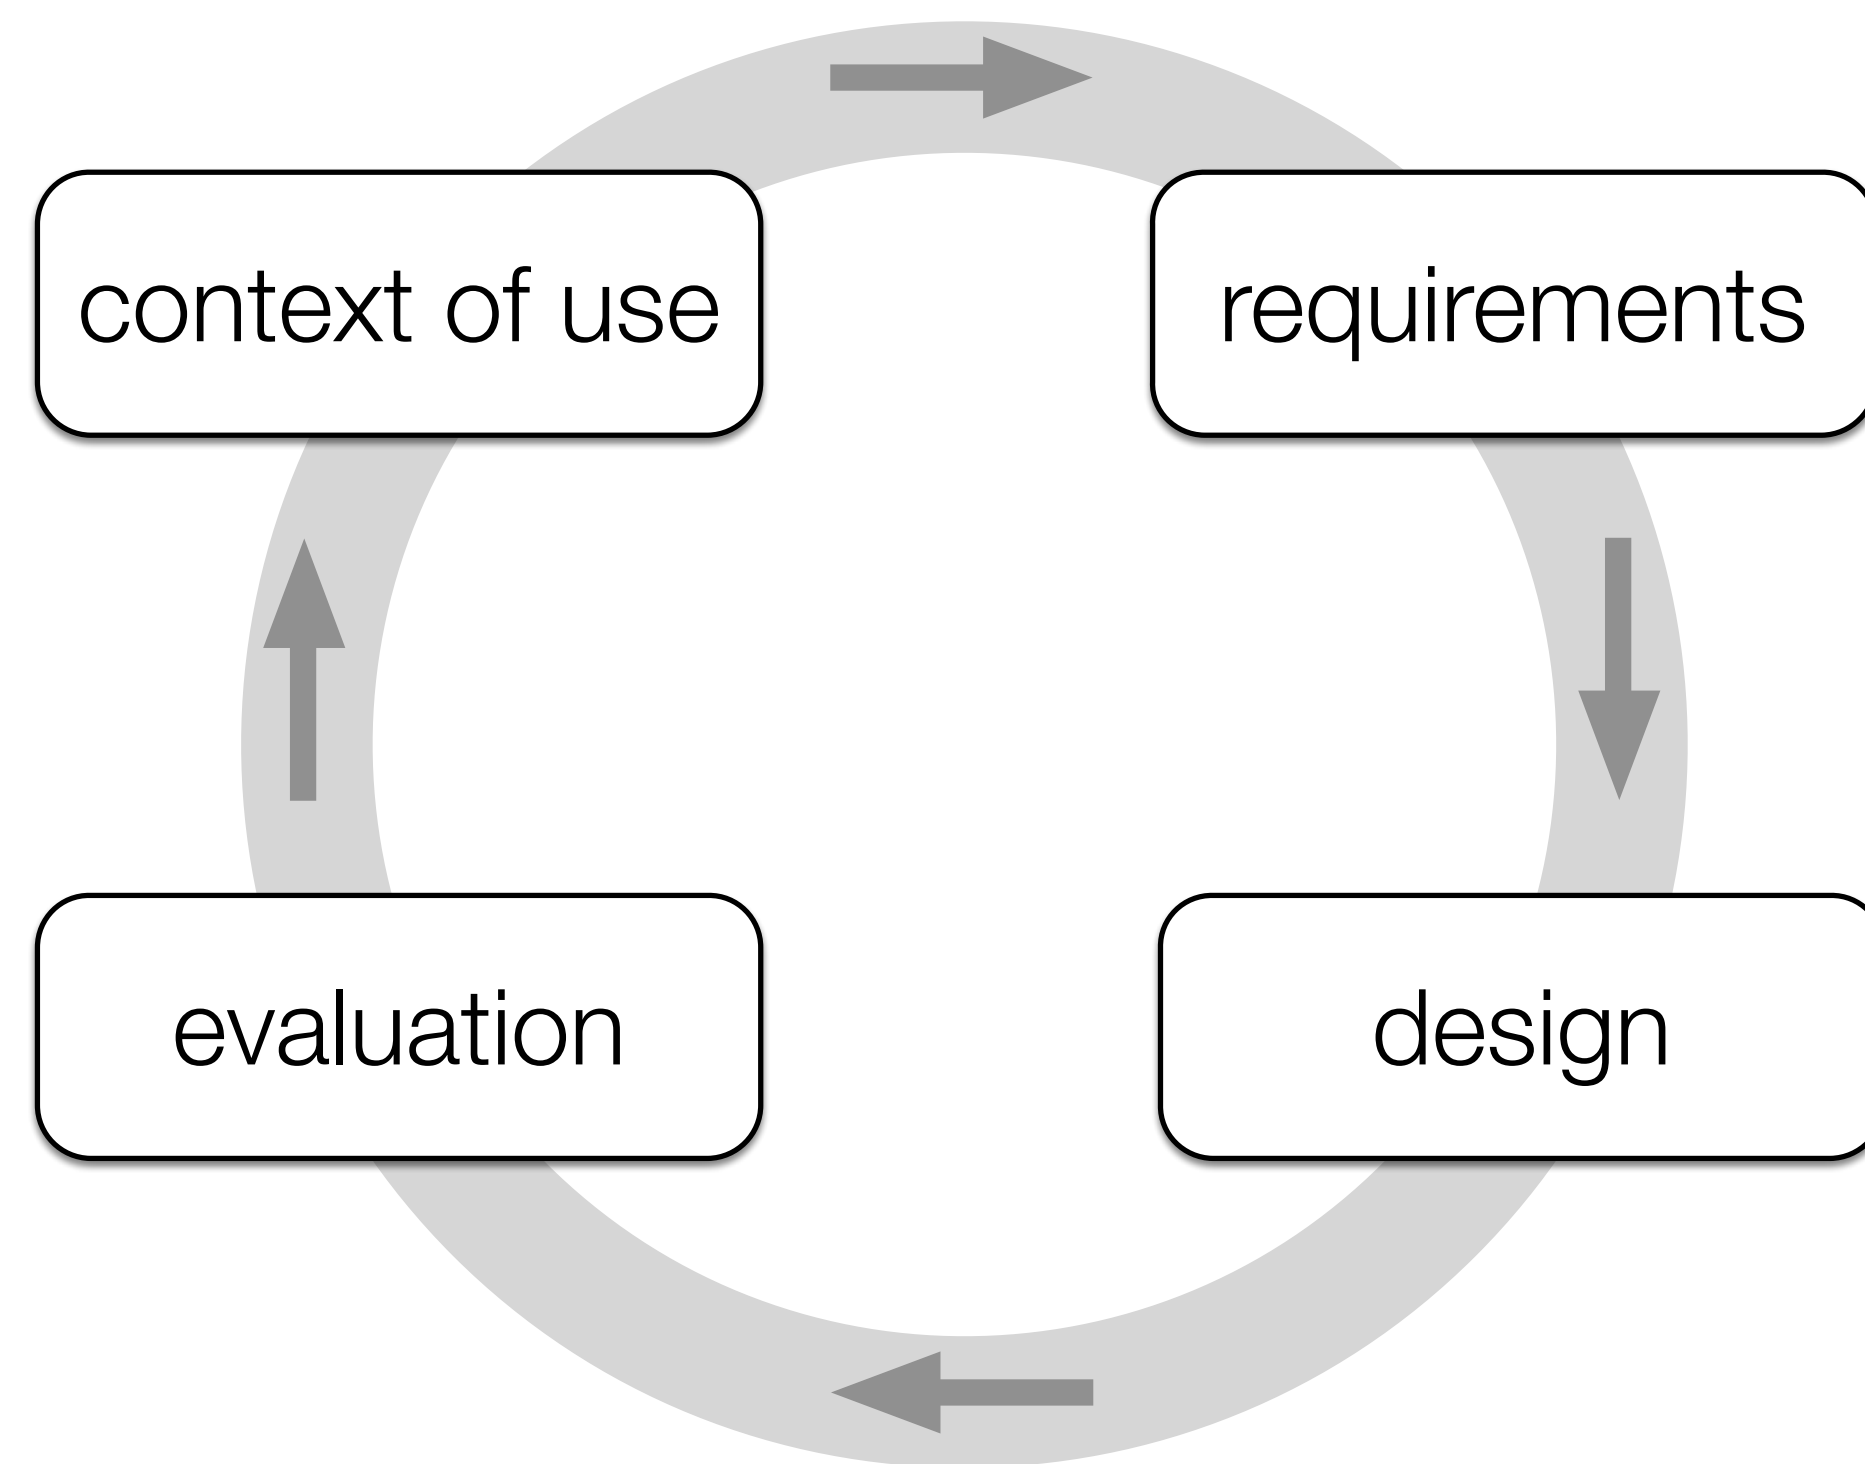 context of use
requirements
evaluation
design